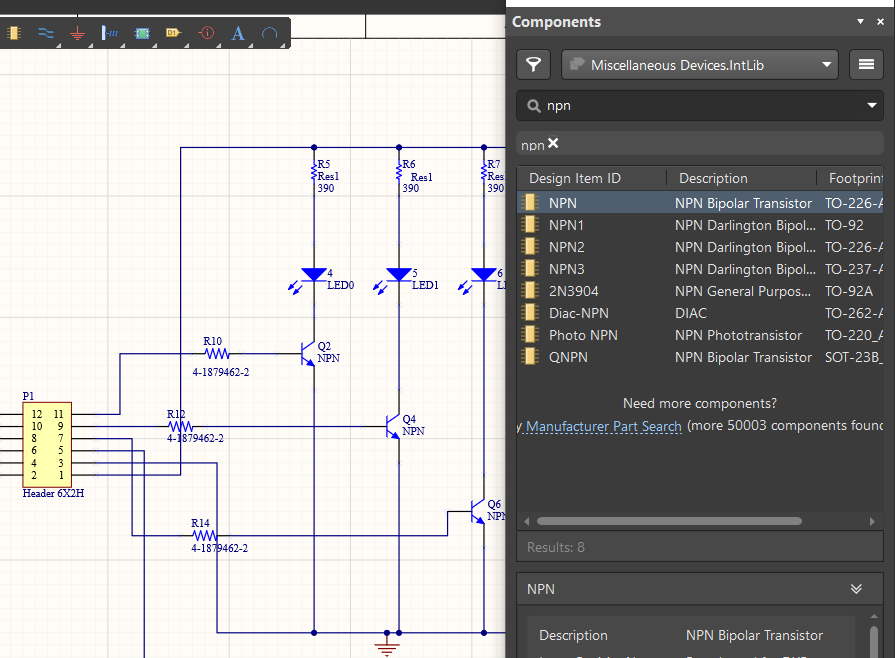 D1
A
R5
Res1
390
R6
Res1
390
R7
Res
390
4
LED0
5
LED1
6
R10
4-1879462-2
Q2
NPN
P1
12 11
10 9
8 7
6 5
4 3
2 1
Header 6X2H
R12
4-1879462-2
Q4
NPN
R14
4-1879462-2
Q6
NPN
Components
Miscellaneous Devices.IntLib
npn
npn
Design Item ID Description Footprint
NPN NPN Bipolar Transistor TO-226-A
NPN1 NPN Darlington Bipol... TO-92
NPN2 NPN Darlington Bipol... TO-226-A
NPN3 NPN Darlington Bipol... TO-237-A
2N3904 NPN General Purpos... TO-92A
Diac-NPN DIAC TO-262-A
Photo NPN NPN Phototransistor TO-220_A
QNPN NPN Bipolar Transistor SOT-23B_
Need more components?
y Manufacturer Part Search (more 50003 components found
Results: 8
NPN
Description NPN Bipolar Transistor